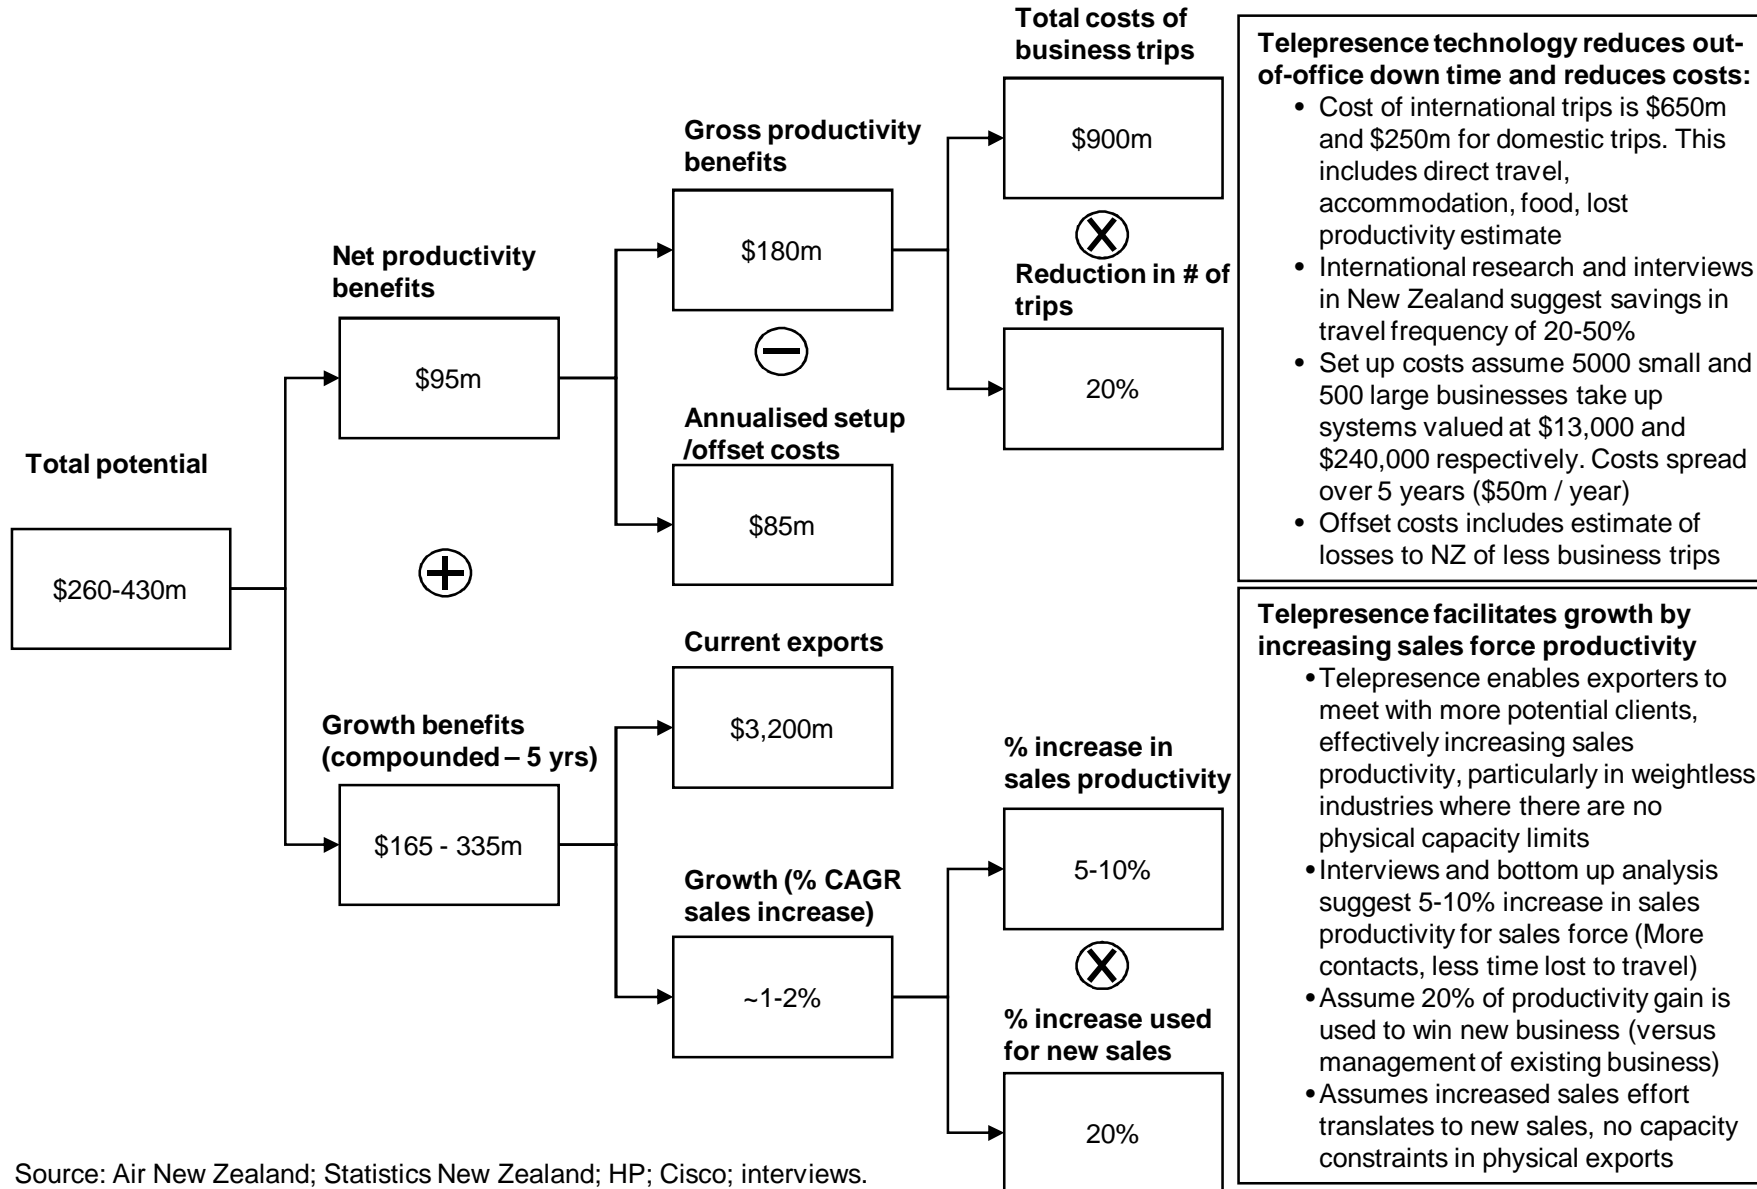 Total potential
$260-430m
Net productivity
benefits
$95m
Growth benefits
(compounded – 5 yrs)
$165 - 335m
Gross productivity
benefits
$180m
Annualised setup
/offset costs
$85m
Current exports
$3,200m
Growth (% CAGR
sales increase)
~1-2%
Total costs of
business trips
$900m
Reduction in # of
trips
20%
% increase in
sales productivity
5-10%
% increase used
for new sales
20%
Telepresence technology reduces out-
of-office down time and reduces costs:
• Cost of international trips is $650m
and $250m for domestic trips. This
includes direct travel,
accommodation, food, lost
productivity estimate
• International research and interviews
in New Zealand suggest savings in
travel frequency of 20-50%
• Set up costs assume 5000 small and
500 large businesses take up
systems valued at $13,000 and
$240,000 respectively. Costs spread
over 5 years ($50m / year)
• Offset costs includes estimate of
losses to NZ of less business trips
Telepresence facilitates growth by
increasing sales force productivity
• Telepresence enables exporters to
meet with more potential clients,
effectively increasing sales
productivity, particularly in weightless
industries where there are no
physical capacity limits
• Interviews and bottom up analysis
suggest 5-10% increase in sales
productivity for sales force (More
contacts, less time lost to travel)
• Assume 20% of productivity gain is
used to win new business (versus
management of existing business)
• Assumes increased sales effort
translates to new sales, no capacity
constraints in physical exports
Source: Air New Zealand; Statistics New Zealand; HP; Cisco; interviews.